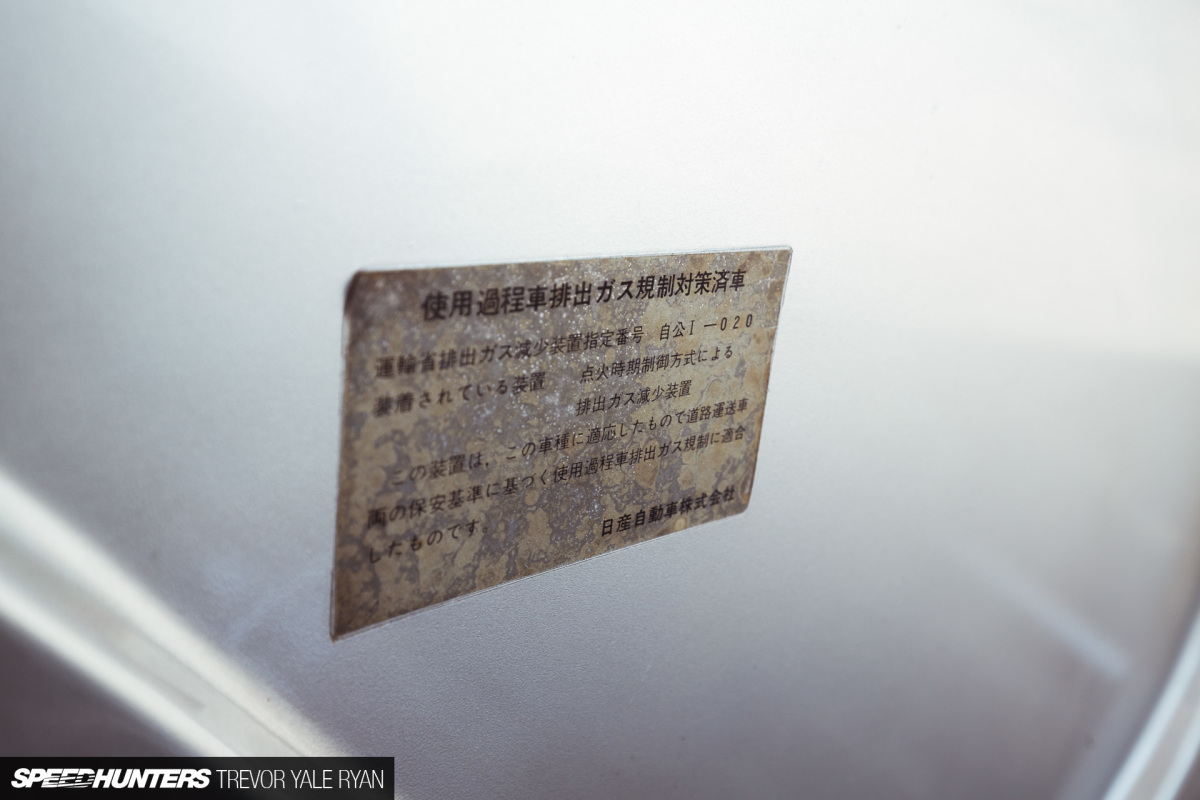 使用過程車排出ガス規制対策済車
運輸省排出ガス減少装置指定番号 自公I－020
装着されている装置 点火時期制御方式による
排出ガス減少装置
この装置は，この車種に適応したもので道路運送車
両の保安基準に基づく使用過程車排出ガス規制に適合
したものです。
日産自動車株式会社
SPEEDHUNTERS TREVOR YALE RYAN